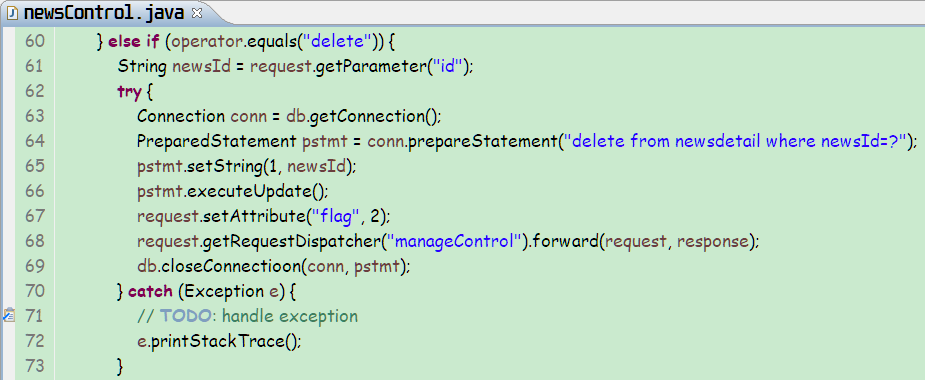 newsControl.java
60 } else if (operator.equals("delete")) {
61 String newsId = request.getParameter("id");
62 try {
63 Connection conn = db.getConnection();
64 PreparedStatement pstmt = conn.prepareStatement("delete from newsdetail where newsId=?");
65 pstmt.setString(1, newsId);
66 pstmt.executeUpdate();
67 request.setAttribute("flag", 2);
68 request.getRequestDispatcher("manageControl").forward(request, response);
69 db.closeConnectioon(conn, pstmt);
70 } catch (Exception e) {
71 // TODO: handle exception
72 e.printStackTrace();
73 }